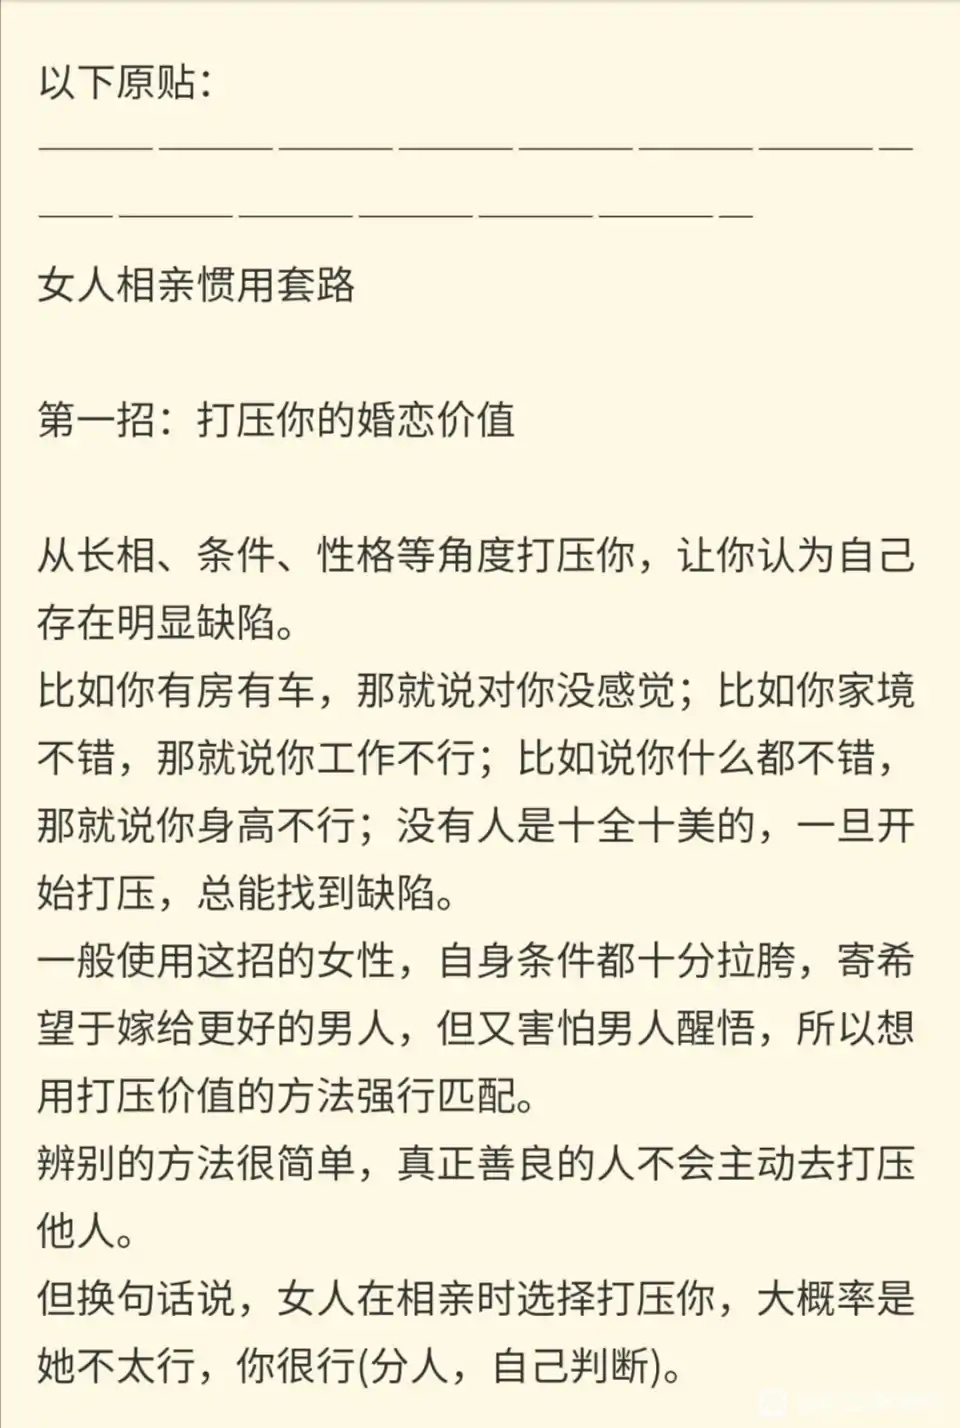 以下原贴：
———————————————
————————————
女人相亲惯用套路
第一招：打压你的婚恋价值
从长相、条件、性格等角度打压你，让你认为自己
存在明显缺陷。
比如你有房有车，那就说对你没感觉；比如你家境
不错，那就说你工作不行；比如说你什么都不错，
那就说你身高不行；没有人是十全十美的，一旦开
始打压，总能找到缺陷。
一般使用这招的女性，自身条件都十分拉胯，寄希
望于嫁给更好的男人，但又害怕男人醒悟，所以想
用打压价值的方法强行匹配。
辨别的方法很简单，真正善良的人不会主动去打压
他人。
但换句话说，女人在相亲时选择打压你，大概率是
她不太行，你很行(分人，自己判断)。